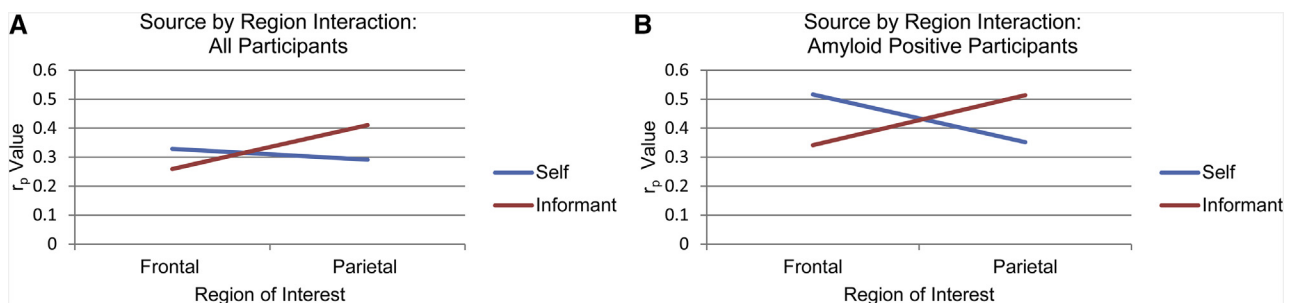 A
Source by Region Interaction:
All Participants
0.6
0.5
0.4
0.3
0.2
0.1
0
rp Value
Frontal
Parietal
Region of Interest
Self
Informant
B
Source by Region Interaction:
Amyloid Positive Participants
0.6
0.5
0.4
0.3
0.2
0.1
0
rp Value
Frontal
Parietal
Region of Interest
Self
Informant